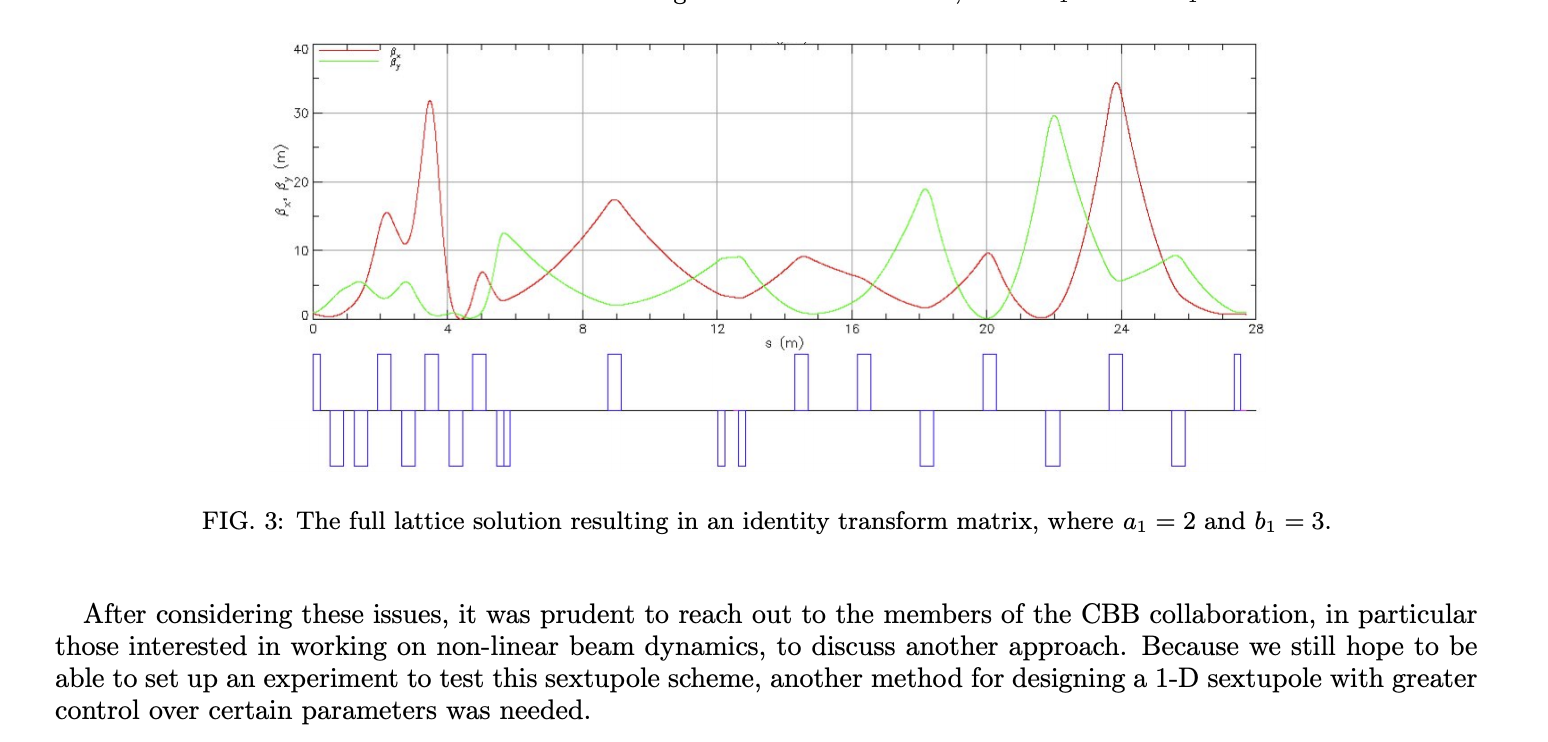 40
βx
βy
30
20
10
0
βx, βy (m)
0 4 8 12 16 20 24 28
s (m)
FIG. 3: The full lattice solution resulting in an identity transform matrix, where a₁ = 2 and b₁ = 3.
After considering these issues, it was prudent to reach out to the members of the CBB collaboration, in particular
those interested in working on non-linear beam dynamics, to discuss another approach. Because we still hope to be
able to set up an experiment to test this sextupole scheme, another method for designing a 1-D sextupole with greater
control over certain parameters was needed.